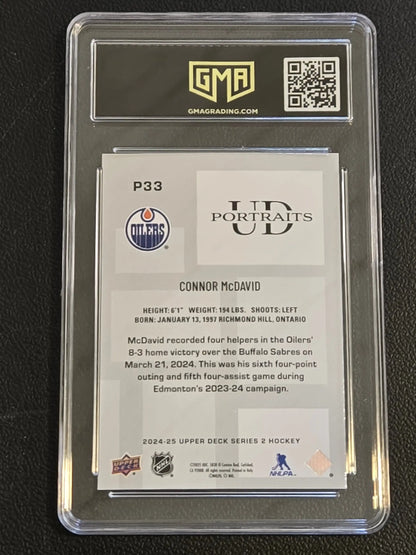 GMA
GMAGRADING.COM
P33
OILERS
UD
PORTRAITS
CONNOR McDAVID
HEIGHT: 6'1" WEIGHT: 194 LBS. SHOOTS: LEFT
BORN: JANUARY 13, 1997 RICHMOND HILL, ONTARIO
McDavid recorded four helpers in the Oilers'
8-3 home victory over the Buffalo Sabres on
March 21, 2024. This was his sixth four-point
outing and fifth four-assist game during
Edmonton's 2023-24 campaign.
2024-25 UPPER DECK SERIES 2 HOCKEY
UPPER DECK
NHL
NHLPA